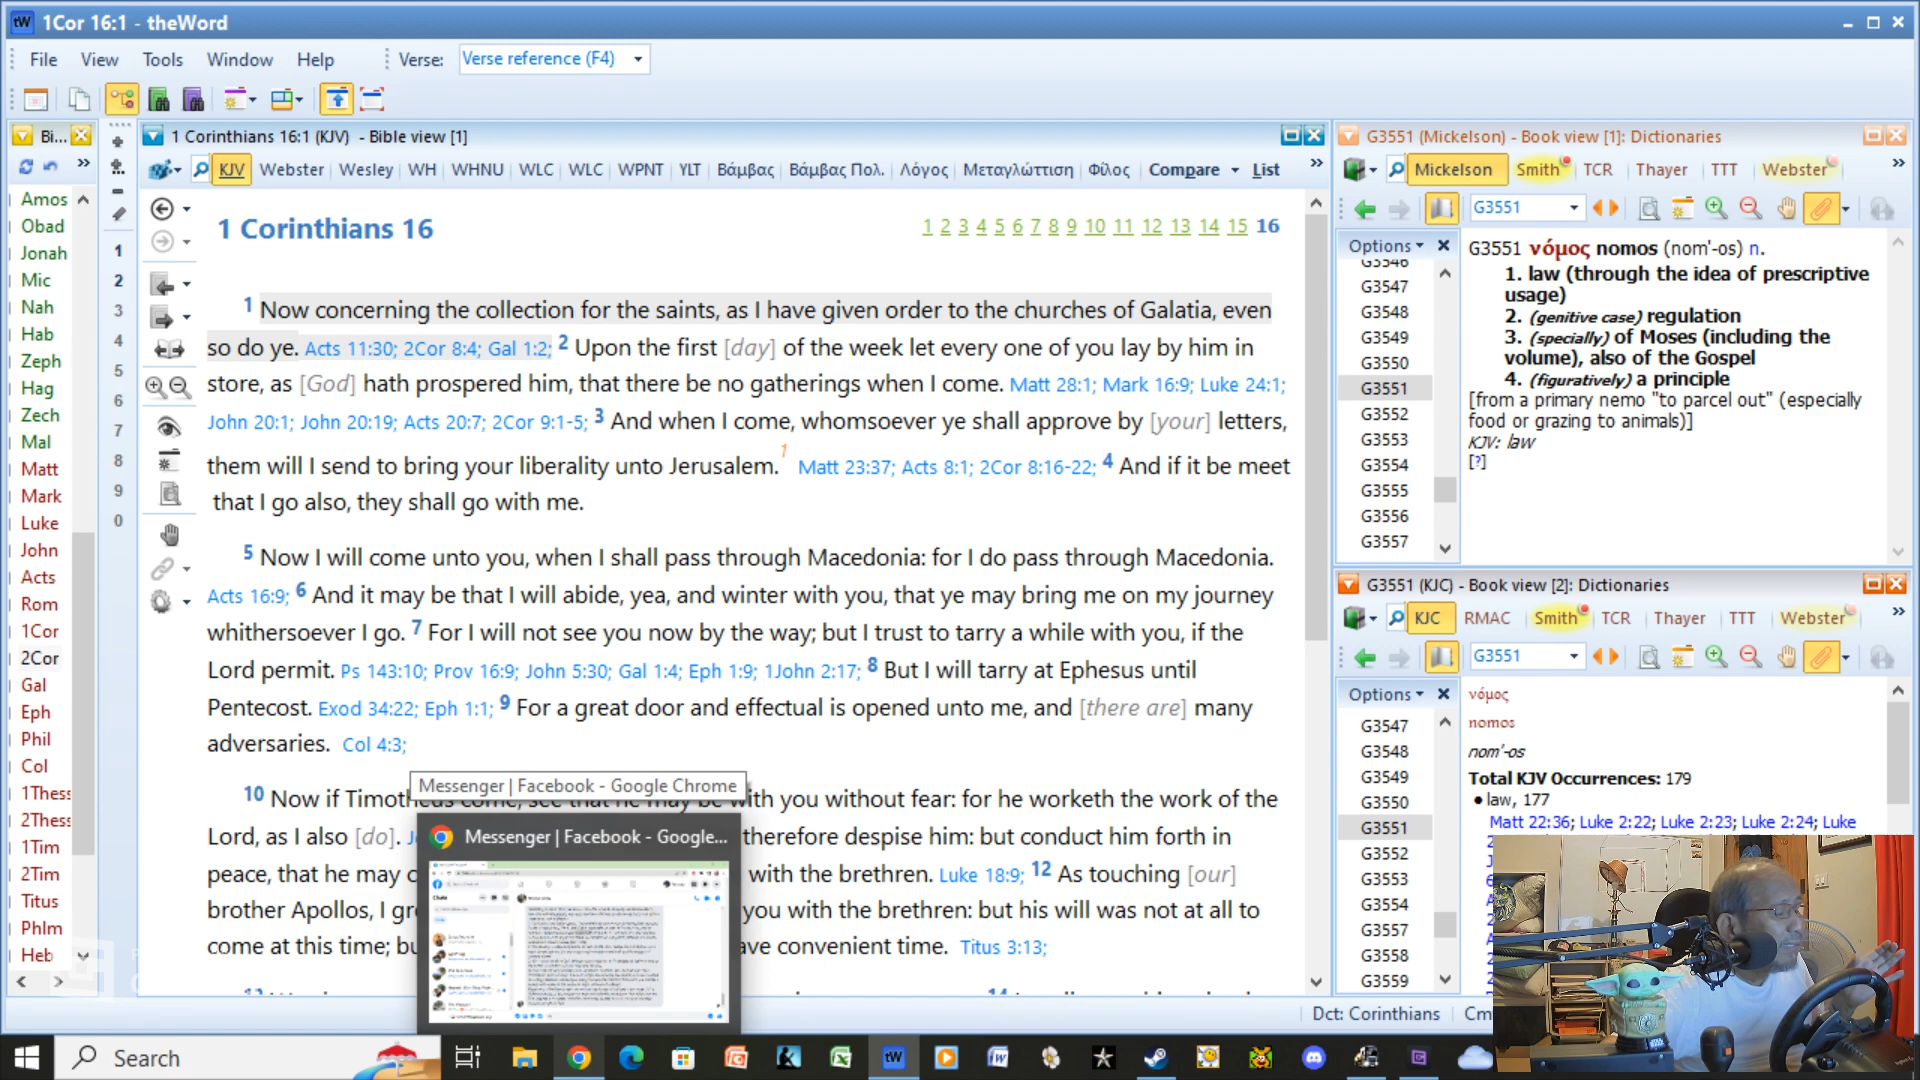 1Cor 16:1 - theWord
File View Tools Window Help Verse: Verse reference (F4)
Bi...
1 Corinthians 16:1 (KJV) - Bible view [1]
KJV Webster Wesley WH WHNU WLC WLC WPNT YLT Βάμβας Βάμβας Πολ. Λόγος Μεταγλώττιση Φίλος Compare List
Amos
Obad
Jonah
Mic
Nah
Hab
Zeph
Hag
Zech
Mal
Matt
Mark
Luke
John
Acts
Rom
1Cor
2Cor
Gal
Eph
Phil
Col
1Thess
2Thess
1Tim
2Tim
Titus
Phlm
Heb
1
2
3
4
5
6
7
8
9
0
1 Corinthians 16
1 2 3 4 5 6 7 8 9 10 11 12 13 14 15 16
1 Now concerning the collection for the saints, as I have given order to the churches of Galatia, even
so do ye. Acts 11:30; 2Cor 8:4; Gal 1:2; 2 Upon the first [day] of the week let every one of you lay by him in
store, as [God] hath prospered him, that there be no gatherings when I come. Matt 28:1; Mark 16:9; Luke 24:1;
John 20:1; John 20:19; Acts 20:7; 2Cor 9:1-5; 3 And when I come, whomsoever ye shall approve by [your] letters,
them will I send to bring your liberality unto Jerusalem. 1 Matt 23:37; Acts 8:1; 2Cor 8:16-22; 4 And if it be meet
that I go also, they shall go with me.
5 Now I will come unto you, when I shall pass through Macedonia: for I do pass through Macedonia.
Acts 16:9; 6 And it may be that I will abide, yea, and winter with you, that ye may bring me on my journey
whithersoever I go. 7 For I will not see you now by the way; but I trust to tarry a while with you, if the
Lord permit. Ps 143:10; Prov 16:9; John 5:30; Gal 1:4; Eph 1:9; 1John 2:17; 8 But I will tarry at Ephesus until
Pentecost. Exod 34:22; Eph 1:1; 9 For a great door and effectual is opened unto me, and [there are] many
adversaries. Col 4:3;
Messenger | Facebook - Google Chrome
10 Now if Timotheus come, see that he may be with you without fear: for he worketh the work of the
Lord, as I also [do]. therefore despise him: but conduct him forth in
peace, that he may with the brethren. Luke 18:9; 12 As touching [our]
brother Apollos, I you with the brethren: but his will was not at all to
come at this time; have convenient time. Titus 3:13;
Messenger | Facebook - Google...
G3551 (Mickelson) - Book view [1]: Dictionaries
Mickelson Smith TCR Thayer TTT Webster
G3551
Options
G3546
G3547
G3548
G3549
G3550
G3551
G3552
G3553
G3554
G3555
G3556
G3557
G3551 νόμος nomos (nom'-os) n.
1. law (through the idea of prescriptive
usage)
2. (genitive case) regulation
3. (specially) of Moses (including the
volume), also of the Gospel
4. (figuratively) a principle
[from a primary nemo "to parcel out" (especially
food or grazing to animals)]
KJV: law
[?]
G3551 (KJC) - Book view [2]: Dictionaries
KJC RMAC Smith TCR Thayer TTT Webster
G3551
Options
G3547
G3548
G3549
G3550
G3551
G3552
G3553
G3554
G3557
G3558
G3559
νόμος
nomos
nom'-os
Total KJV Occurrences: 179
• law, 177
Matt 22:36; Luke 2:22; Luke 2:23; Luke 2:24; Luke
Dct: Corinthians
Search